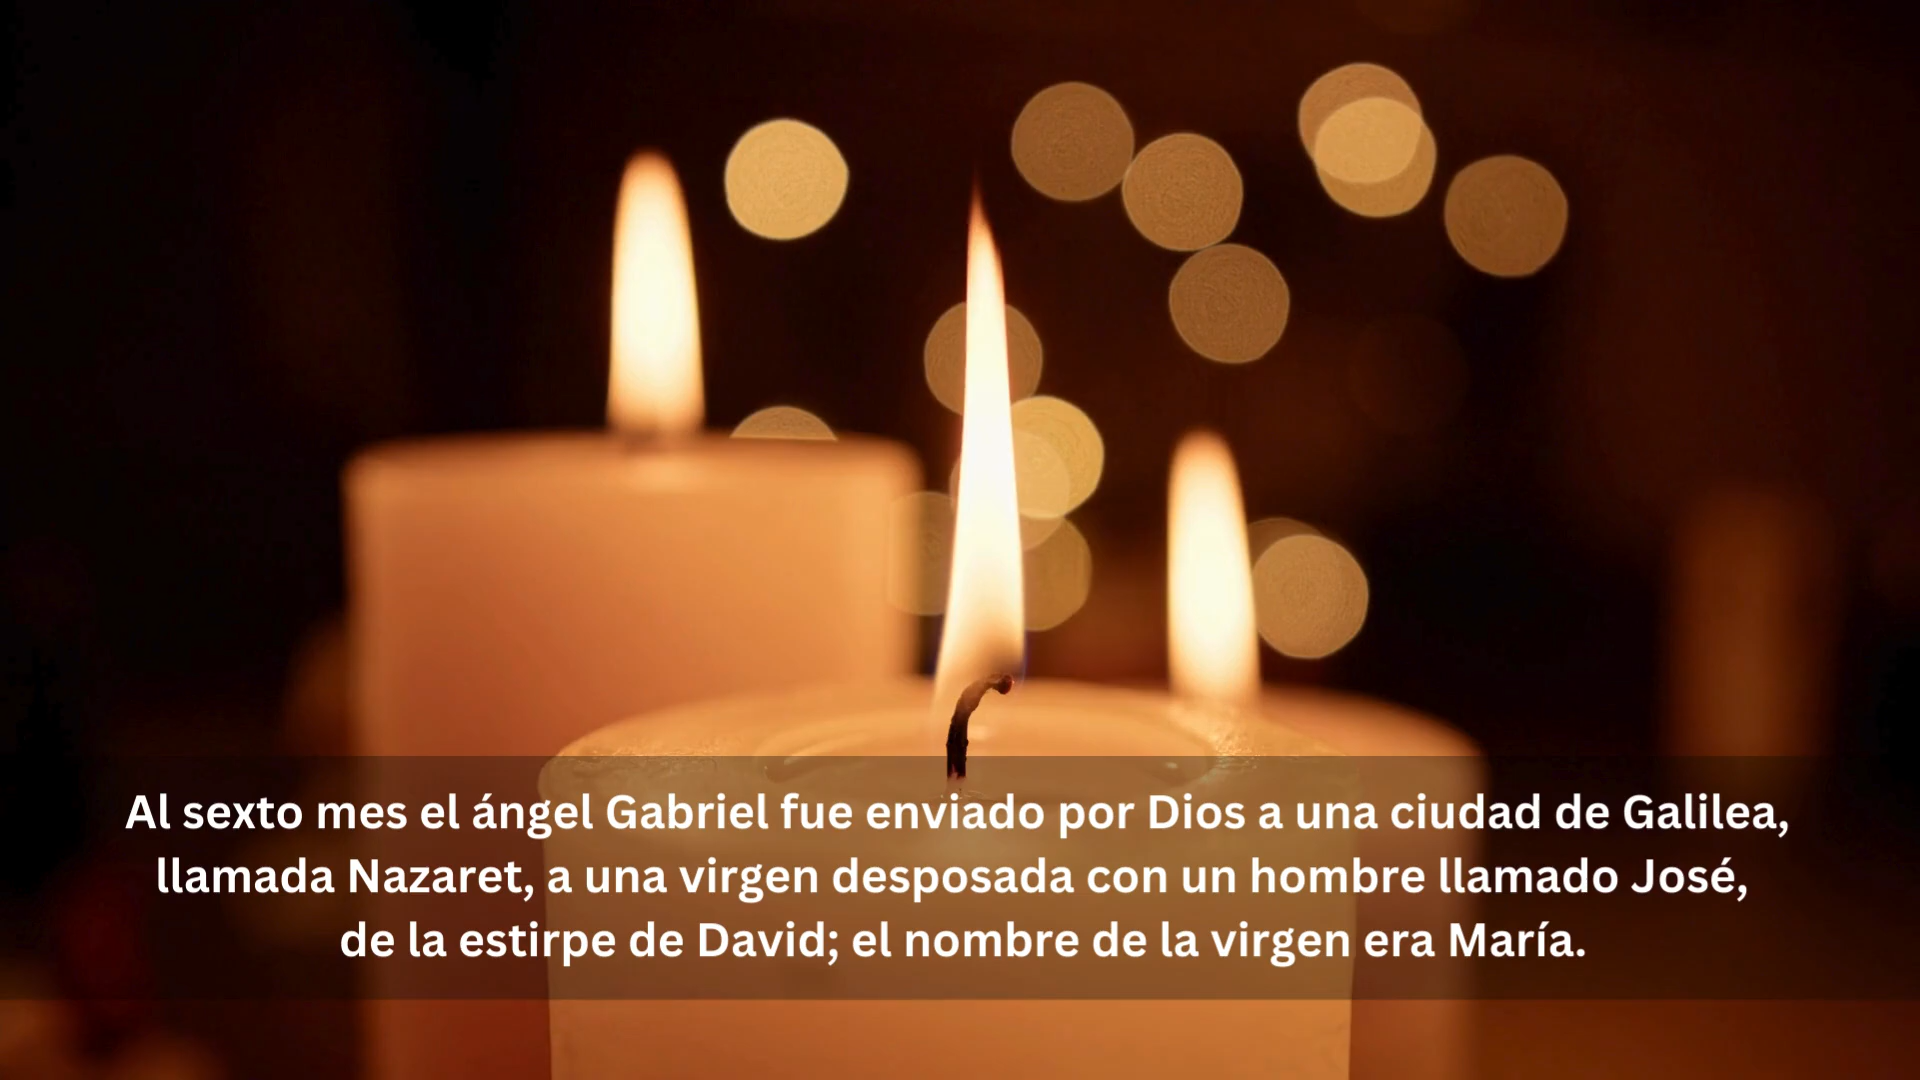 Al sexto mes el ángel Gabriel fue enviado por Dios a una ciudad de Galilea,
llamada Nazaret, a una virgen desposada con un hombre llamado José,
de la estirpe de David; el nombre de la virgen era María.